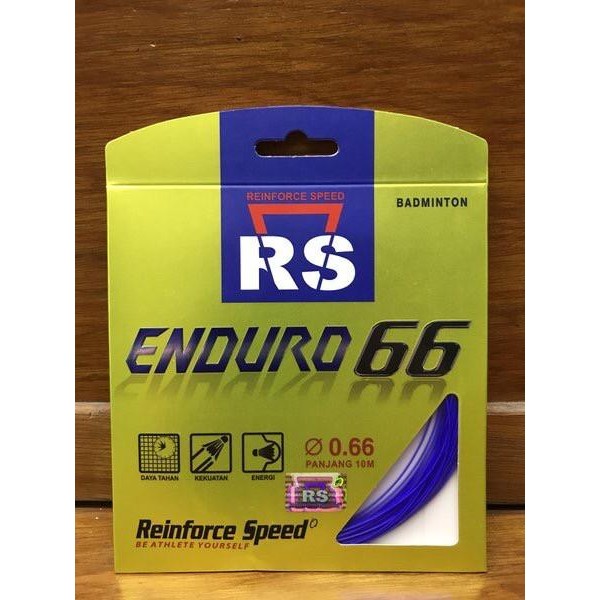 REINFORCE SPEED
RS
BADMINTON
ENDURO 66
Ø 0.66
PANJANG 10M
DAYA TAHAN
KEKUATAN
ENERGI
RS
Reinforce Speed
BE ATHLETE YOURSELF